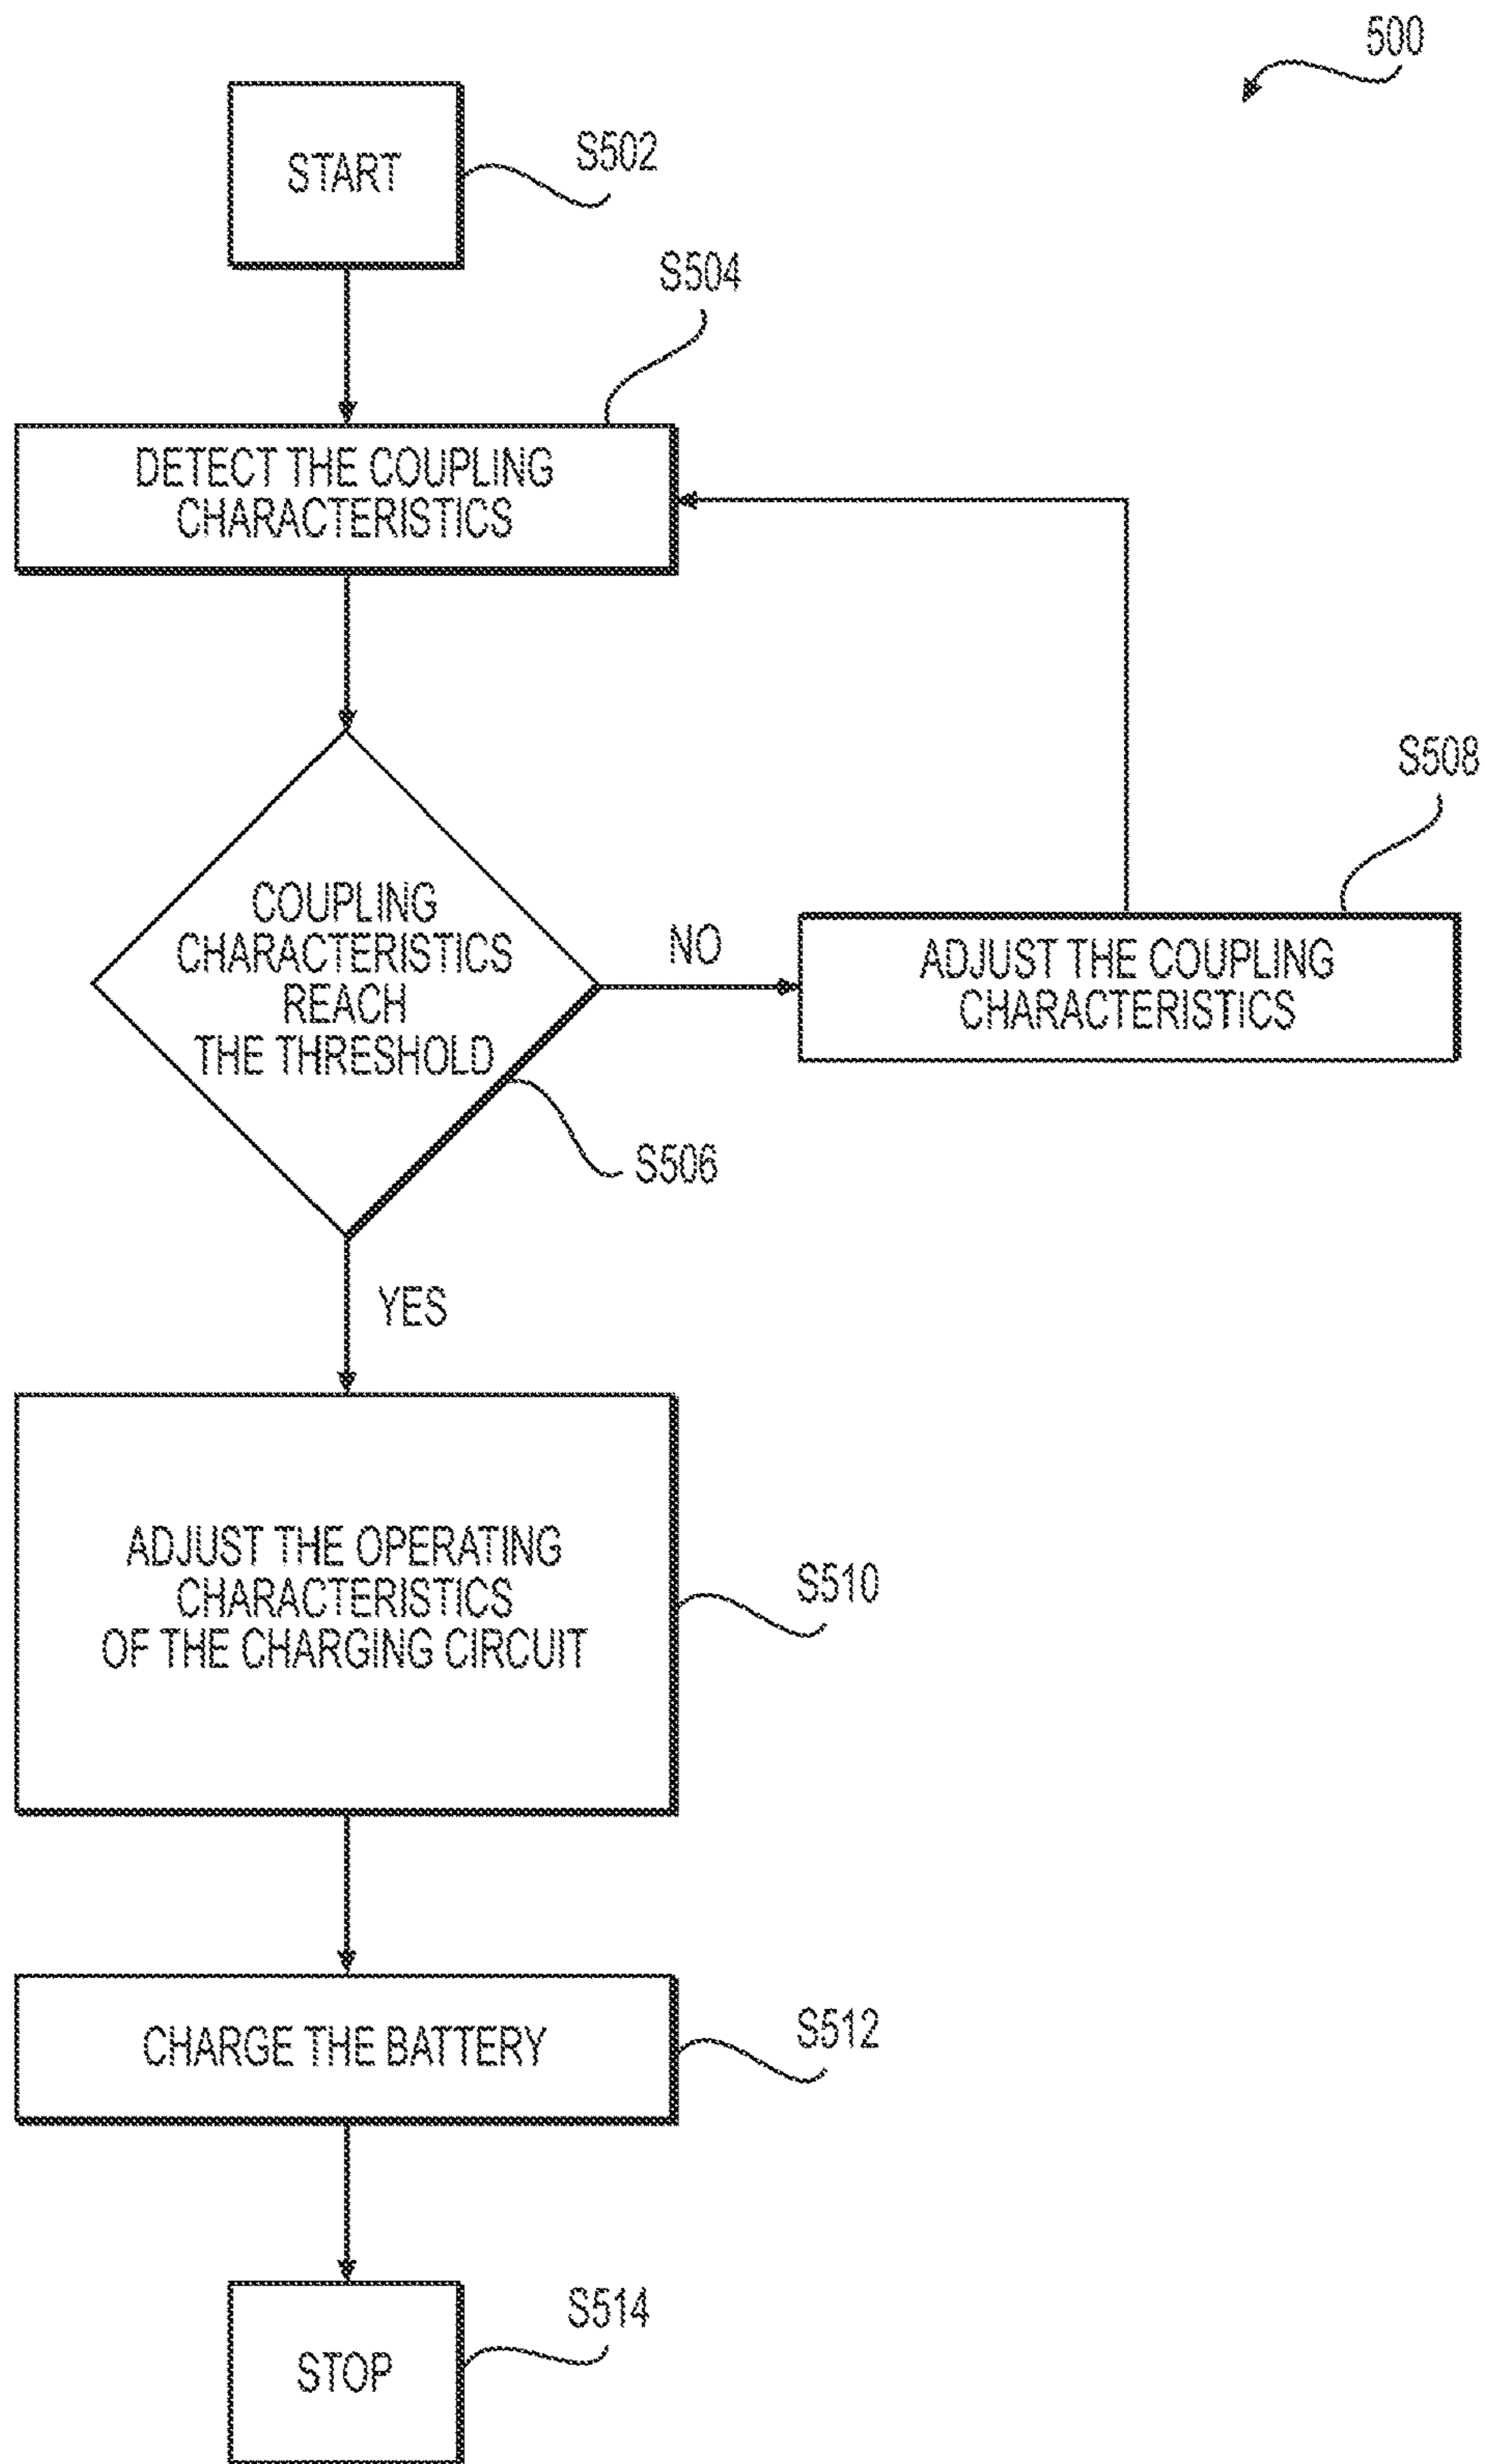 500
START
S502
S504
DETECT THE COUPLING
CHARACTERISTICS
S508
COUPLING
CHARACTERISTICS
REACH
THE THRESHOLD
NO
ADJUST THE COUPLING
CHARACTERISTICS
S506
YES
ADJUST THE OPERATING
CHARACTERISTICS
OF THE CHARGING CIRCUIT
S510
CHARGE THE BATTERY
S512
STOP
S514